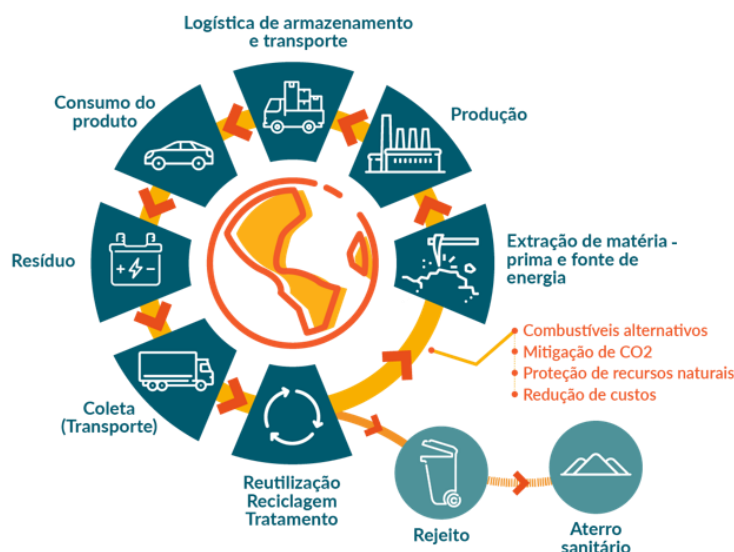 Logística de armazenamento
e transporte
Consumo do
produto
Produção
Resíduo
Extração de matéria -
prima e fonte de
energia
Combustíveis alternativos
Mitigação de CO2
Proteção de recursos naturais
Redução de custos
Coleta
(Transporte)
Reutilização
Reciclagem
Tratamento
Rejeito
Aterro
sanitário